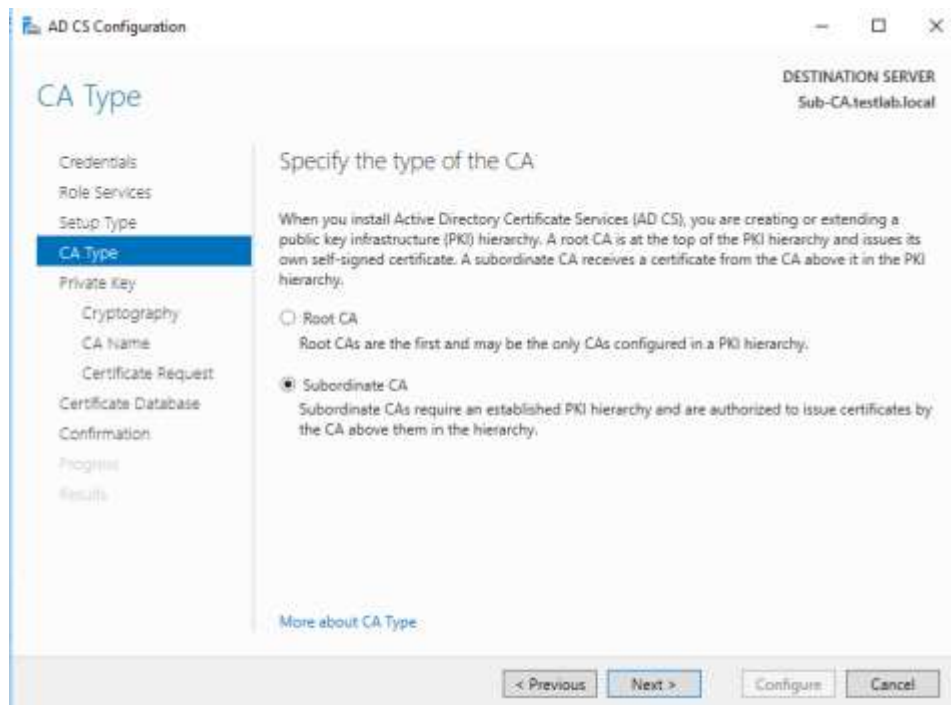 AD CS Configuration
CA Type
DESTINATION SERVER
Sub-CA.testlab.local
Credentials
Role Services
Setup Type
CA Type
Private Key
Cryptography
CA Name
Certificate Request
Certificate Database
Confirmation
Progress
Results
Specify the type of the CA
When you install Active Directory Certificate Services (AD CS), you are creating or extending a
public key infrastructure (PKI) hierarchy. A root CA is at the top of the PKI hierarchy and issues its
own self-signed certificate. A subordinate CA receives a certificate from the CA above it in the PKI
hierarchy.
Root CA
Root CAs are the first and may be the only CAs configured in a PKI hierarchy.
Subordinate CA
Subordinate CAs require an established PKI hierarchy and are authorized to issue certificates by
the CA above them in the hierarchy.
More about CA Type
< Previous
Next >
Configure
Cancel